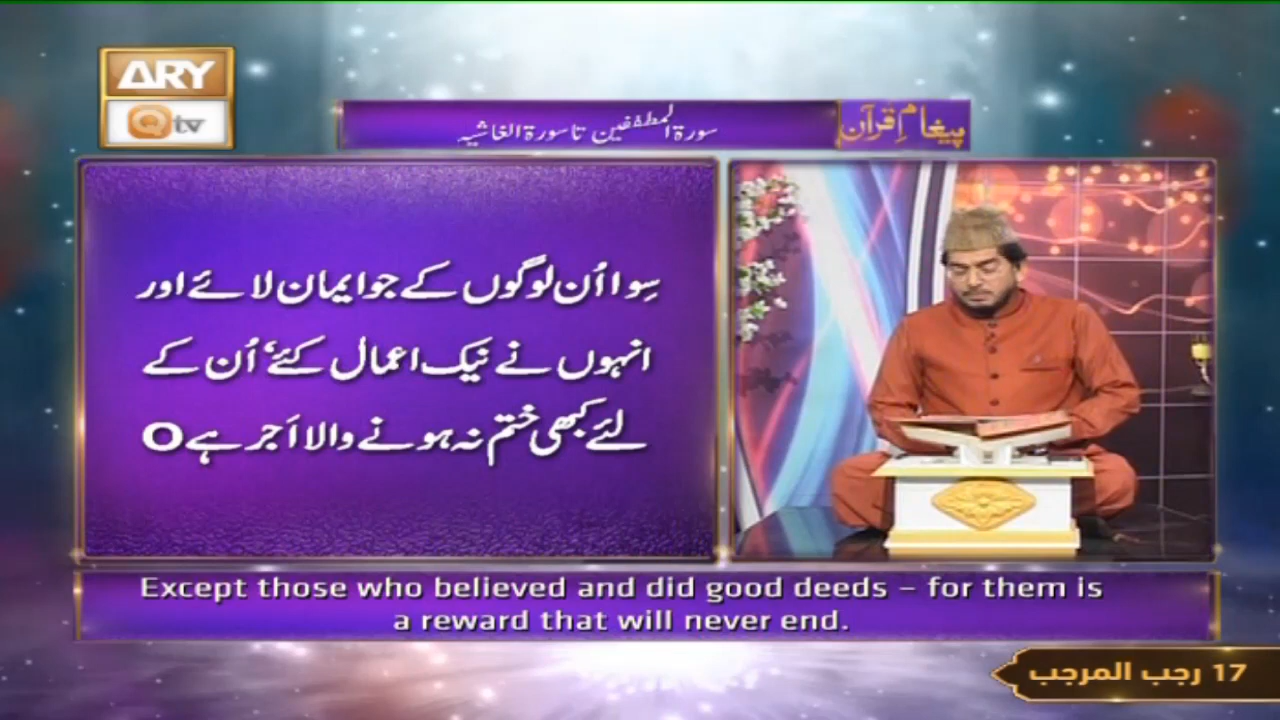 ARY
Qtv
پیغامِ قرآن
سورۃ المطففین تا سورۃ الغاشیہ
سِوا اُن لوگوں کے جو ایمان لائے اور
انہوں نے نیک اعمال کئے‘ اُن کے
لئے کبھی ختم نہ ہونے والا اَجر ہے O
Except those who believed and did good deeds – for them is
a reward that will never end.
17 رجب المرجب